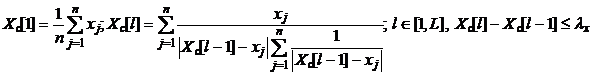 X_c[1] = \frac{1}{n} \sum_{j=1}^{n} x_j; X_c[l] = \sum_{j=1}^{n} \frac{x_j}{|X_c[l-1] - x_j| \sum_{j=1}^{n} \frac{1}{|X_c[l-1] - x_j|}}; l \in [1, L], X_c[l] - X_c[l-1] \leq \lambda_x